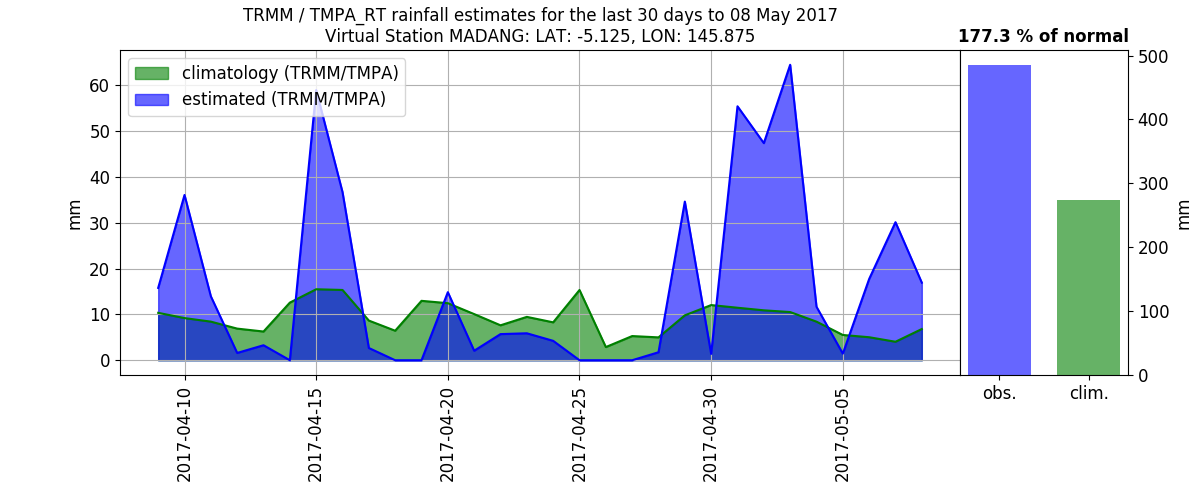 TRMM / TMPA_RT rainfall estimates for the last 30 days to 08 May 2017
Virtual Station MADANG: LAT: -5.125, LON: 145.875
177.3 % of normal
climatology (TRMM/TMPA)
estimated (TRMM/TMPA)
60
50
40
30
20
10
0
mm
2017-04-10
2017-04-15
2017-04-20
2017-04-25
2017-04-30
2017-05-05
500
400
300
200
100
0
mm
obs.
clim.